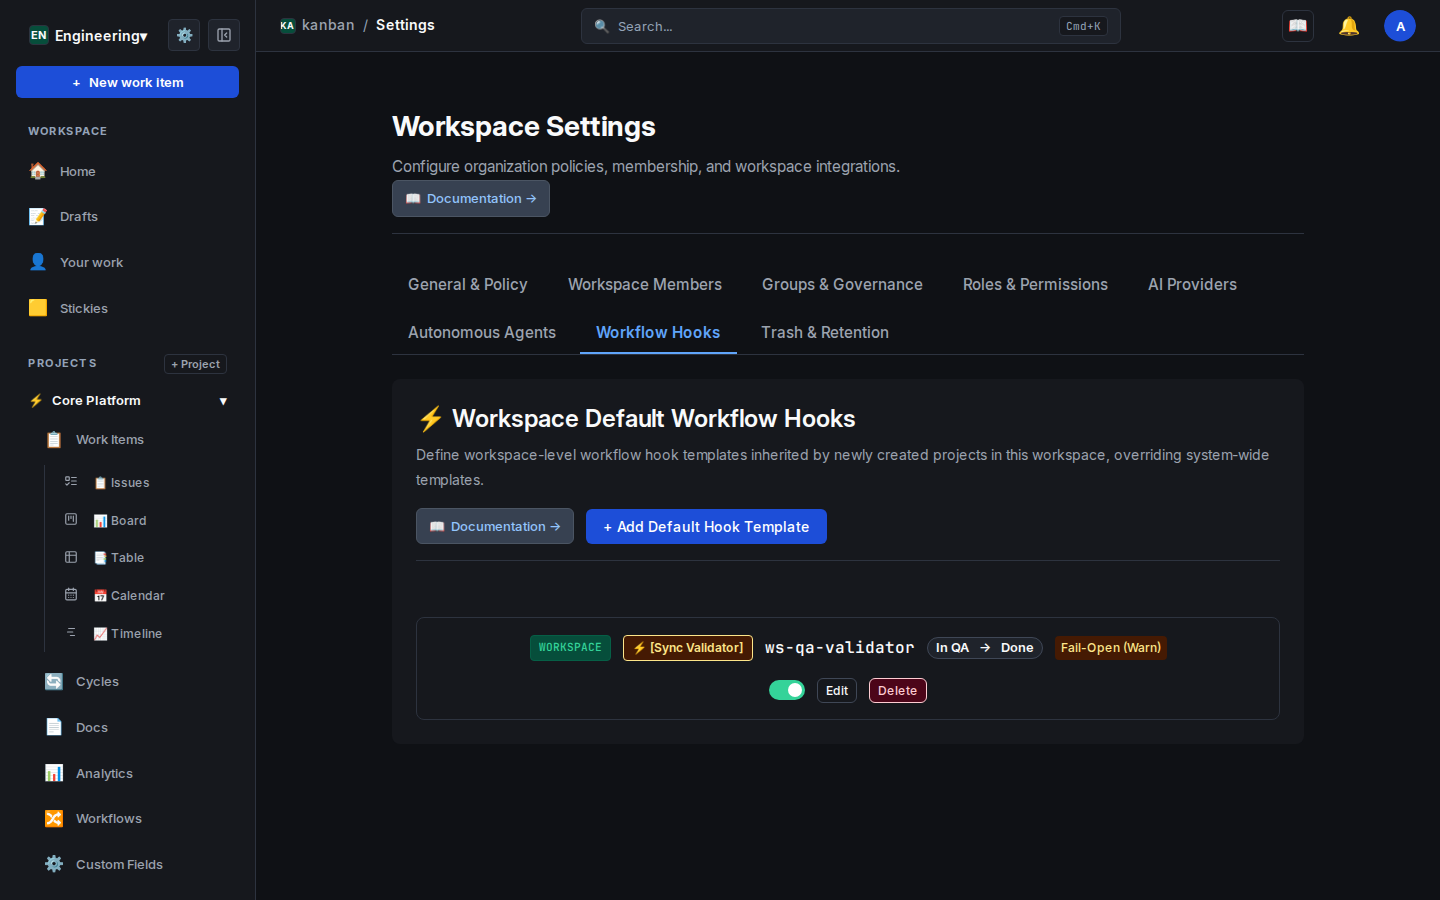 EN Engineering▾
+ New work item
WORKSPACE
Home
Drafts
Your work
Stickies
PROJECTS
+ Project
Core Platform ▾
Work Items
Issues
Board
Table
Calendar
Timeline
Cycles
Docs
Analytics
Workflows
Custom Fields
KA kanban / Settings
Search...
Cmd+K
A
Workspace Settings
Configure organization policies, membership, and workspace integrations.
Documentation →
General & Policy
Workspace Members
Groups & Governance
Roles & Permissions
AI Providers
Autonomous Agents
Workflow Hooks
Trash & Retention
⚡ Workspace Default Workflow Hooks
Define workspace-level workflow hook templates inherited by newly created projects in this workspace, overriding system-wide
templates.
Documentation →
+ Add Default Hook Template
WORKSPACE
⚡ [Sync Validator]
ws-qa-validator
In QA → Done
Fail-Open (Warn)
Edit
Delete